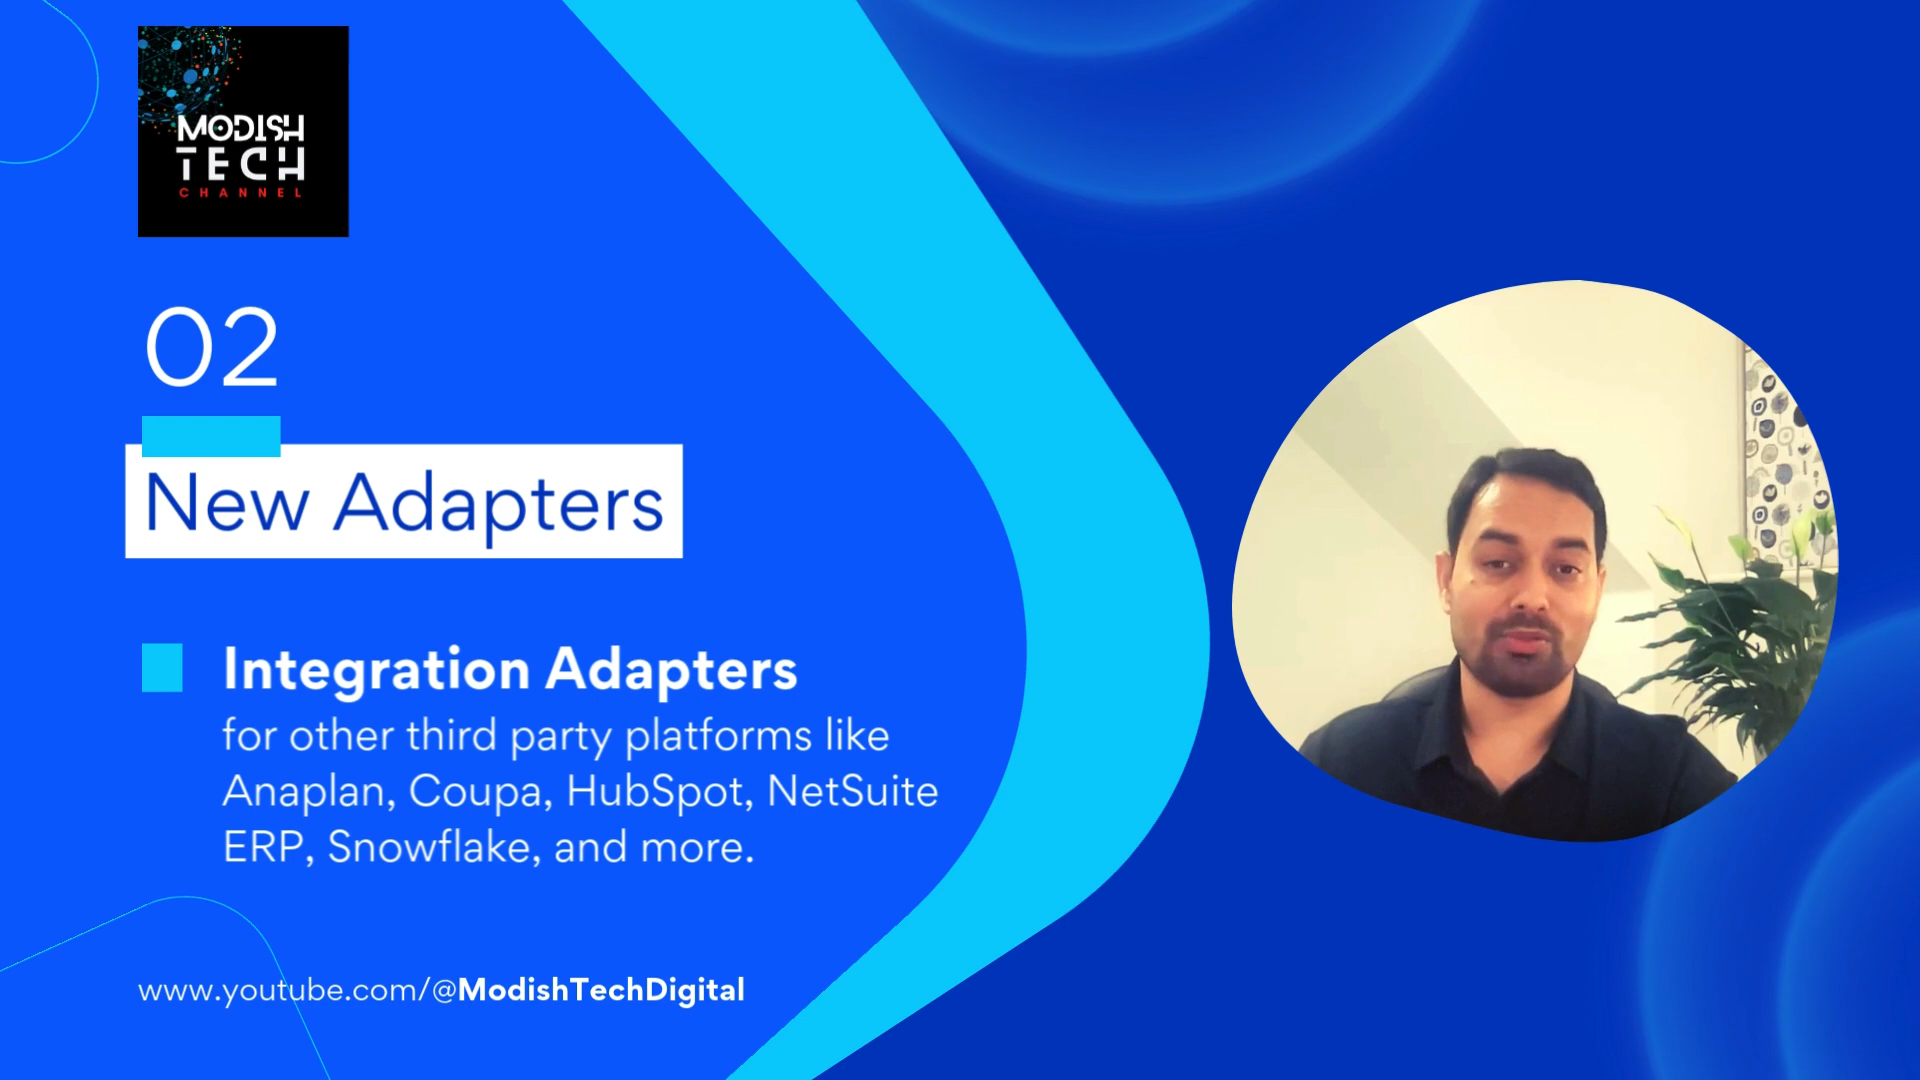 MODISH
TECH
CHANNEL
02
New Adapters
Integration Adapters
for other third party platforms like
Anaplan, Coupa, HubSpot, NetSuite
ERP, Snowflake, and more.
www.youtube.com/@ModishTechDigital